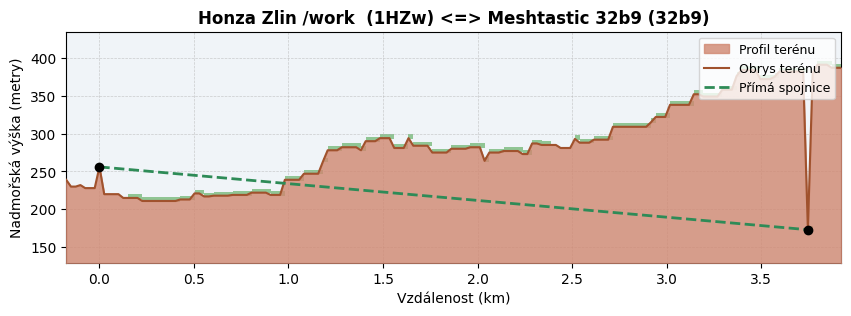 Honza Zlin /work  (1HZw) <=> Meshtastic 32b9 (32b9)
Nadmořská výška (metry)
400
350
300
250
200
150
Profil terénu
Obrys terénu
Přímá spojnice
0.0 0.5 1.0 1.5 2.0 2.5 3.0 3.5
Vzdálenost (km)